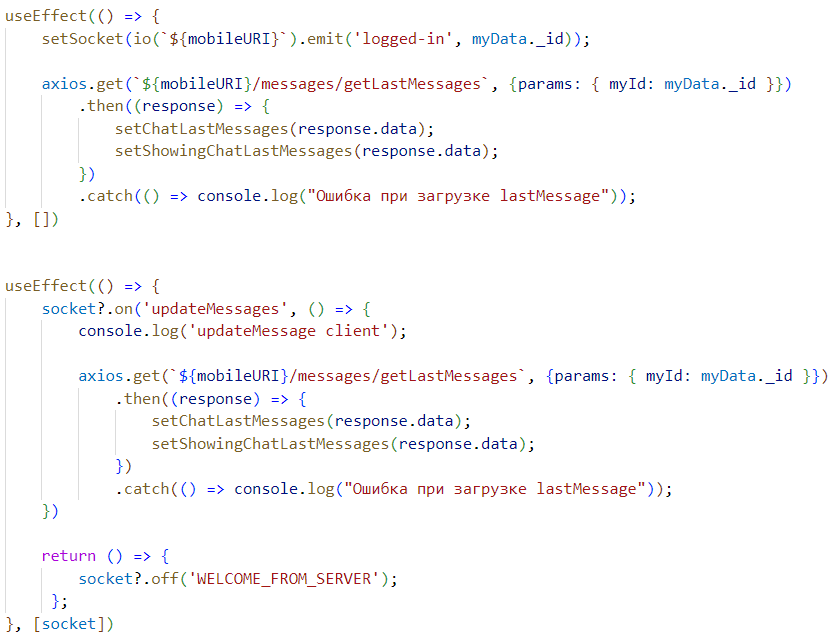 useEffect(() => {
    setSocket(io(`${mobileURI}`).emit('logged-in', myData._id));

    axios.get(`${mobileURI}/messages/getLastMessages`, {params: { myId: myData._id }})
        .then((response) => {
            setChatLastMessages(response.data);
            setShowingChatLastMessages(response.data);
        })
        .catch(() => console.log("Ошибка при загрузке lastMessage"));
}, [])


useEffect(() => {
    socket?.on('updateMessages', () => {
        console.log('updateMessage client');

        axios.get(`${mobileURI}/messages/getLastMessages`, {params: { myId: myData._id }})
            .then((response) => {
                setChatLastMessages(response.data);
                setShowingChatLastMessages(response.data);
            })
            .catch(() => console.log("Ошибка при загрузке lastMessage"));
    })

    return () => {
        socket?.off('WELCOME_FROM_SERVER');
     };
}, [socket])